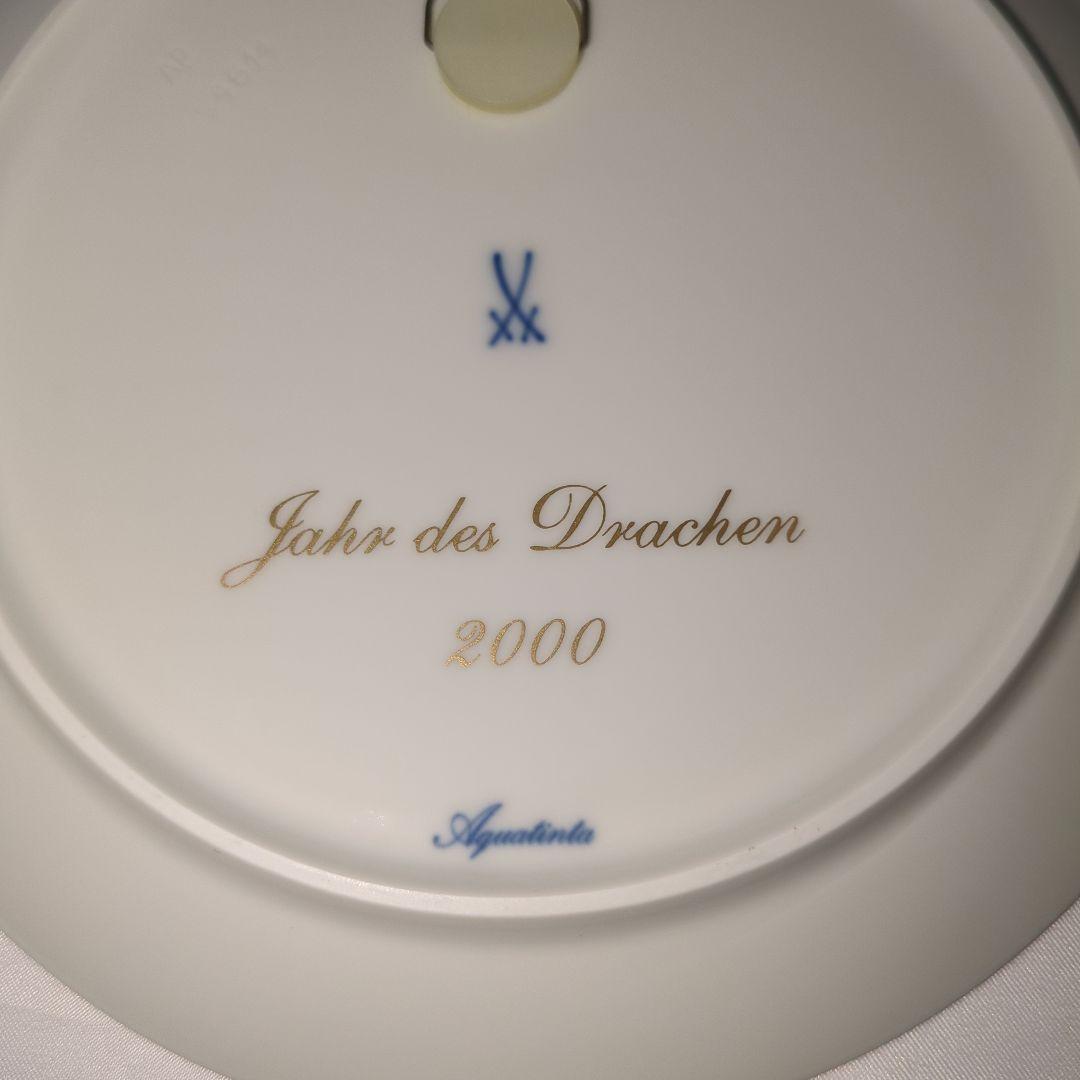 Jahr des Drachen
2000
Aquatinta